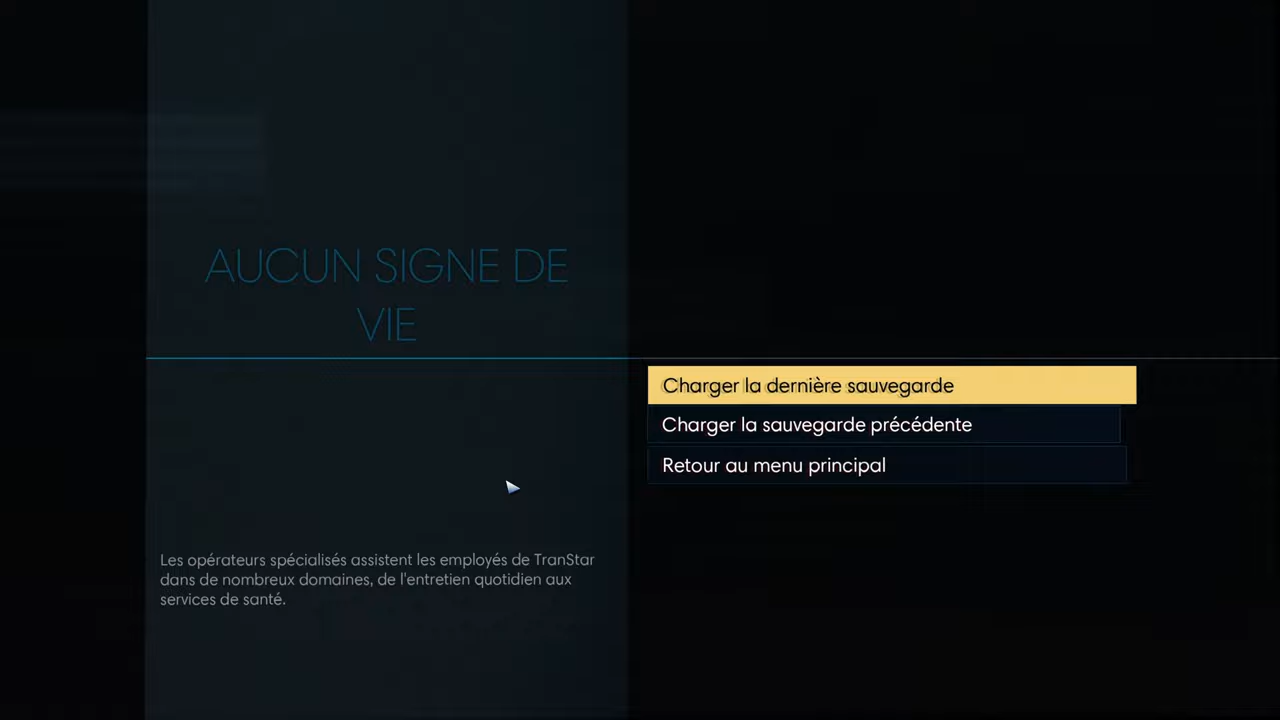 AUCUN SIGNE DE
VIE
Charger la dernière sauvegarde
Charger la sauvegarde précédente
Retour au menu principal
Les opérateurs spécialisés assistent les employés de TranStar
dans de nombreux domaines, de l'entretien quotidien aux
services de santé.